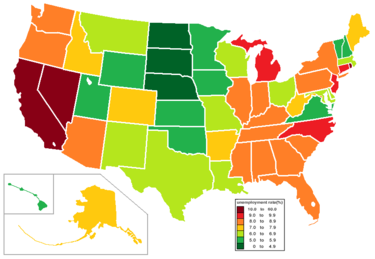 unemployment rate(%)
10.0 to 00.0
9.0 to 9.9
8.0 to 8.9
7.0 to 7.9
6.0 to 6.9
5.0 to 5.9
0 to 4.9